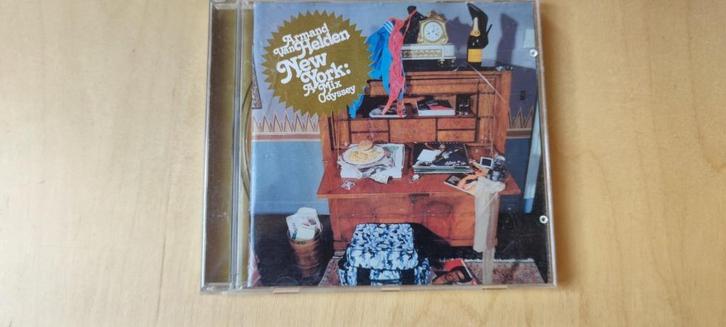 Armand
van Helden
New
York:
A Mix
Odyssey